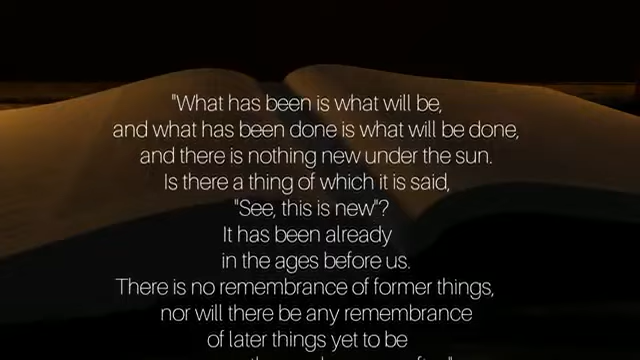 "What has been is what will be,
and what has been done is what will be done,
and there is nothing new under the sun.
Is there a thing of which it is said,
"See, this is new"?
It has been already
in the ages before us.
There is no remembrance of former things,
nor will there be any remembrance
of later things yet to be